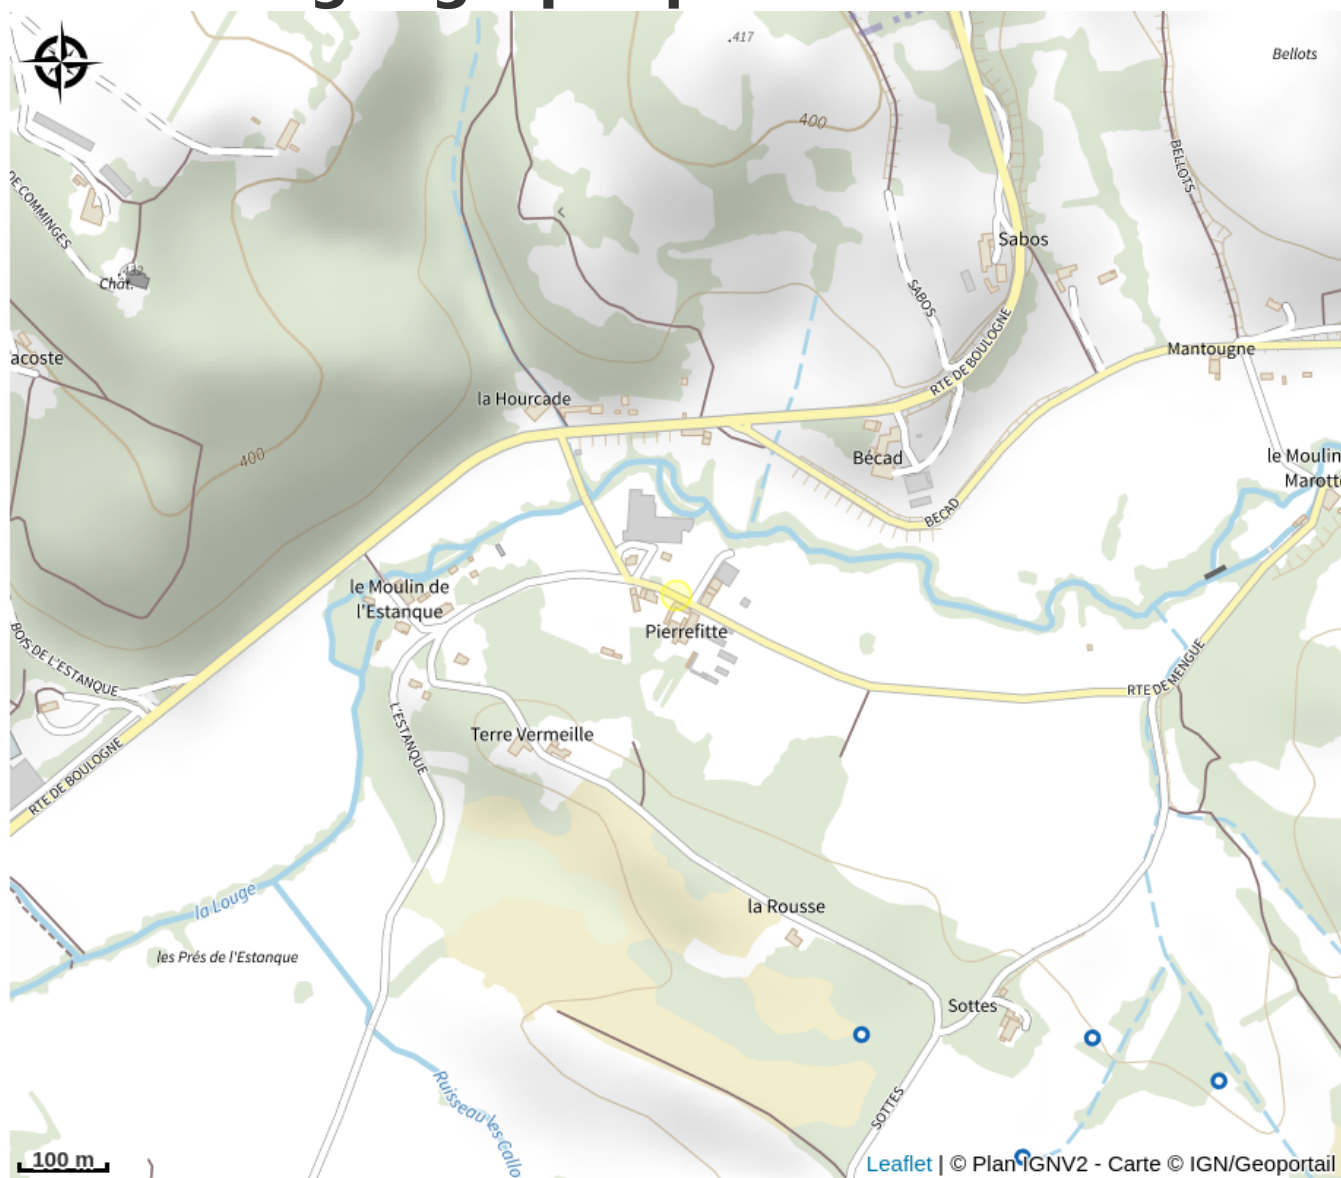 .417
Bellots
400
BELLOTS
DE COMMINGES
Sabos
.432
Chât.
SABOS
RTE DE BOULOGNE
Mantougne
acoste
la Hourcade
400
Bécad
le Moulin
Marotte
BECAD
le Moulin de
l'Estanque
Pierrefitte
BOIS DE L'ESTANQUE
RTE DE MENGUE
L'ESTANQUE
Terre Vermeille
RTE DE BOULOGNE
la Louge
la Rousse
les Prés de l'Estanque
Sottes
Ruisseau les Gallo
SOTTES
100 m
Leaflet | © Plan IGNV2 - Carte © IGN/Geoportail